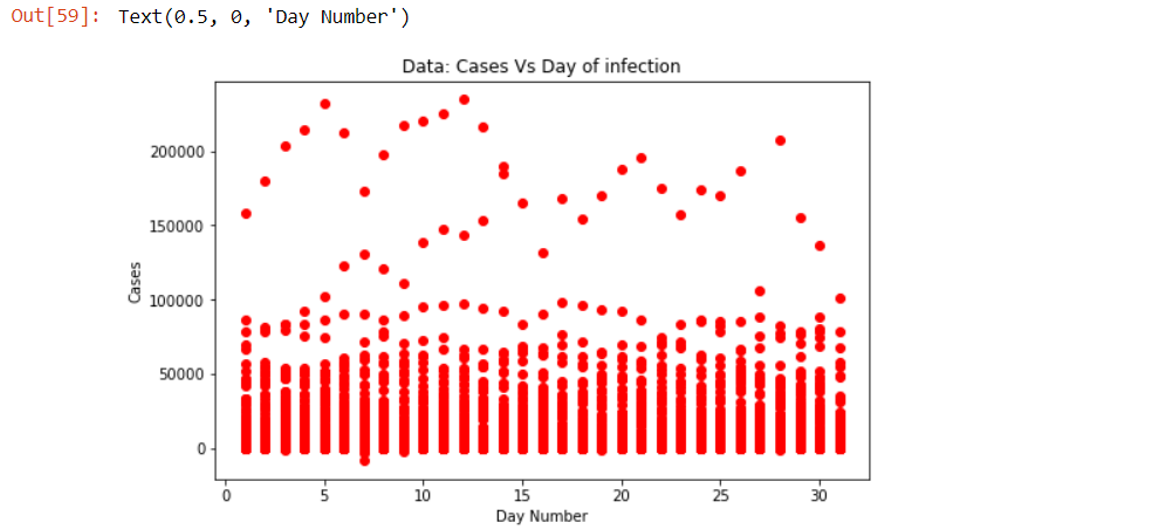 Out[59]: Text(0.5, 0, 'Day Number')
Data: Cases Vs Day of infection
Cases
200000
150000
100000
50000
0
0 5 10 15 20 25 30
Day Number